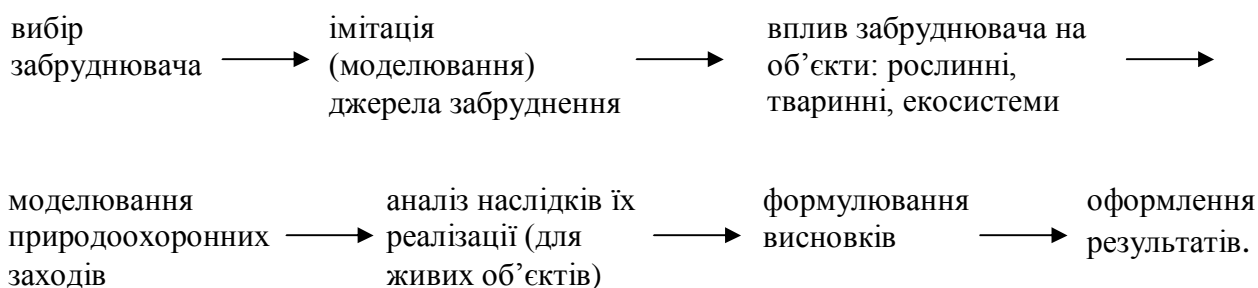 вибір
забруднювача
імітація
(моделювання)
джерела забруднення
вплив забруднювача на
об’єкти: рослинні,
тваринні, екосистеми
моделювання
природоохоронних
заходів
аналіз наслідків їх
реалізації (для
живих об’єктів)
формулювання
висновків
оформлення
результатів.